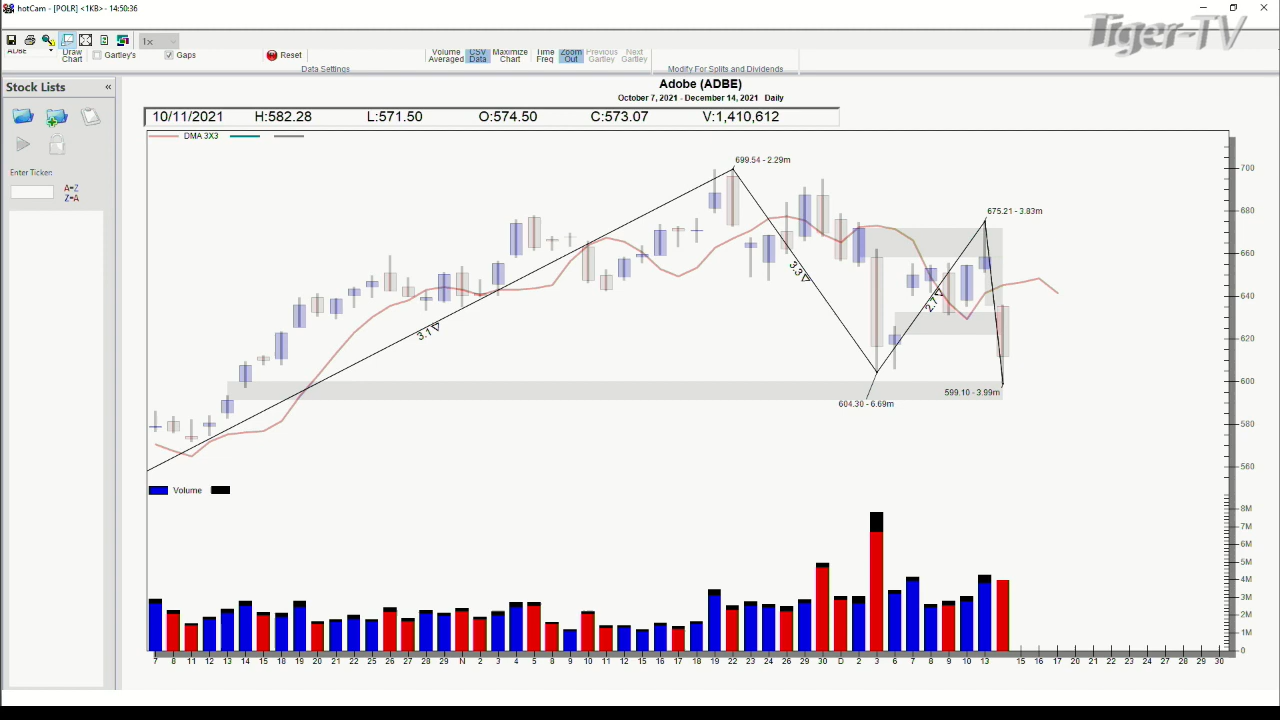 hotCam - [POLR] <1KB> - 14:50:36
Tiger-TV
1x
ADBE
Draw Chart
Gartley's
Gaps
Reset
Volume Averaged
CSV Data
Maximize Chart
Time Freq
Zoom Out
Previous Gartley
Next Gartley
Data Settings
Modify For Splits and Dividends
Stock Lists «
Enter Ticker:
A=Z
Z=A
Adobe (ADBE)
October 7, 2021 - December 14, 2021 Daily
10/11/2021 H:582.28 L:571.50 O:574.50 C:573.07 V:1,410,612
DMA 3X3
699.54 - 2.29m
675.21 - 3.83m
604.30 - 6.69m
599.10 - 3.99m
3.1
3.3
2.7
700
680
660
640
620
600
580
560
Volume
8M
7M
6M
5M
4M
3M
2M
1M
0
7 8 11 12 13 14 15 18 19 20 21 22 25 26 27 28 29 N 2 3 4 5 8 9 10 11 12 15 16 17 18 19 22 23 24 26 29 30 D 2 3 6 7 8 9 10 13 15 16 17 20 21 22 23 27 28 29 30